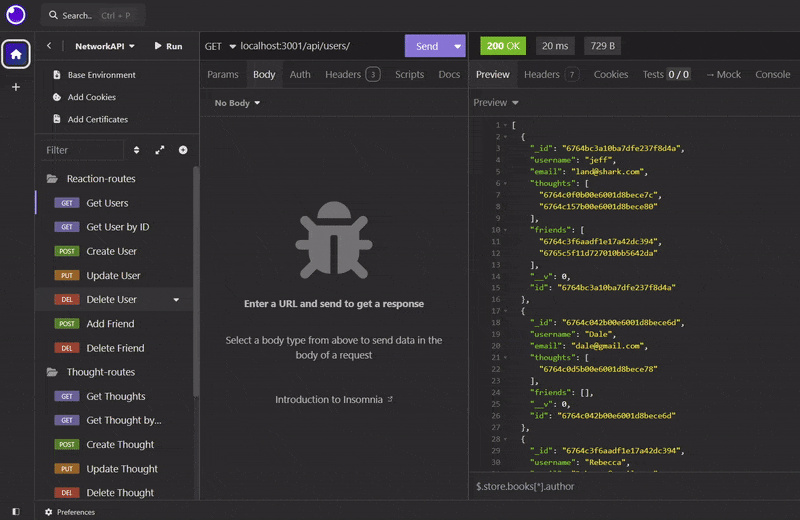 Search.. Ctrl + P
NetworkAPI Run
Base Environment
Add Cookies
Add Certificates
Filter
Reaction-routes
GET Get Users
GET Get User by ID
POST Create User
PUT Update User
DEL Delete User
POST Add Friend
DEL Delete Friend
Thought-routes
GET Get Thoughts
GET Get Thought by...
POST Create Thought
PUT Update Thought
DEL Delete Thought
Preferences
GET localhost:3001/api/users/ Send
Params Body Auth Headers 3 Scripts Docs
No Body
Enter a URL and send to get a response
Select a body type from above to send data in the
body of a request
Introduction to Insomnia
200 OK 20 ms 729 B
Preview Headers 7 Cookies Tests 0 / 0 → Mock Console
Preview
1 [
2 {
3 "_id": "6764bc3a10ba7dfe237f8d4a",
4 "username": "jeff",
5 "email": "land@shark.com",
6 "thoughts": [
7 "6764c0f0b00e6001d8bece7c",
8 "6764c157b00e6001d8bece80"
9 ],
10 "friends": [
11 "6764c3f6aadf1e17a42dc394",
12 "6765c5f11d727010bb5642da"
13 ],
14 "__v": 0,
15 "id": "6764bc3a10ba7dfe237f8d4a"
16 },
17 {
18 "_id": "6764c042b00e6001d8bece6d",
19 "username": "Dale",
20 "email": "dale@gmail.com",
21 "thoughts": [
22 "6764c0d5b00e6001d8bece78"
23 ],
24 "friends": [],
25 "__v": 0,
26 "id": "6764c042b00e6001d8bece6d"
27 },
28 {
29 "_id": "6764c3f6aadf1e17a42dc394",
30 "username": "Rebecca",
$.store.books[*].author